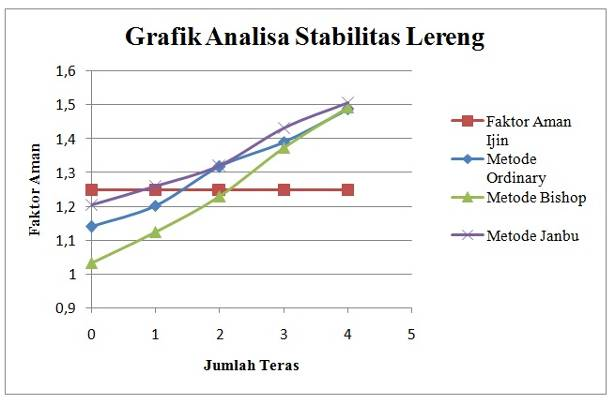 Grafik Analisa Stabilitas Lereng
1,6
1,5
1,4
1,3
1,2
1,1
1
0,9
Faktor Aman
0 1 2 3 4 5
Jumlah Teras
Faktor Aman
Ijin
Metode
Ordinary
Metode Bishop
Metode Janbu